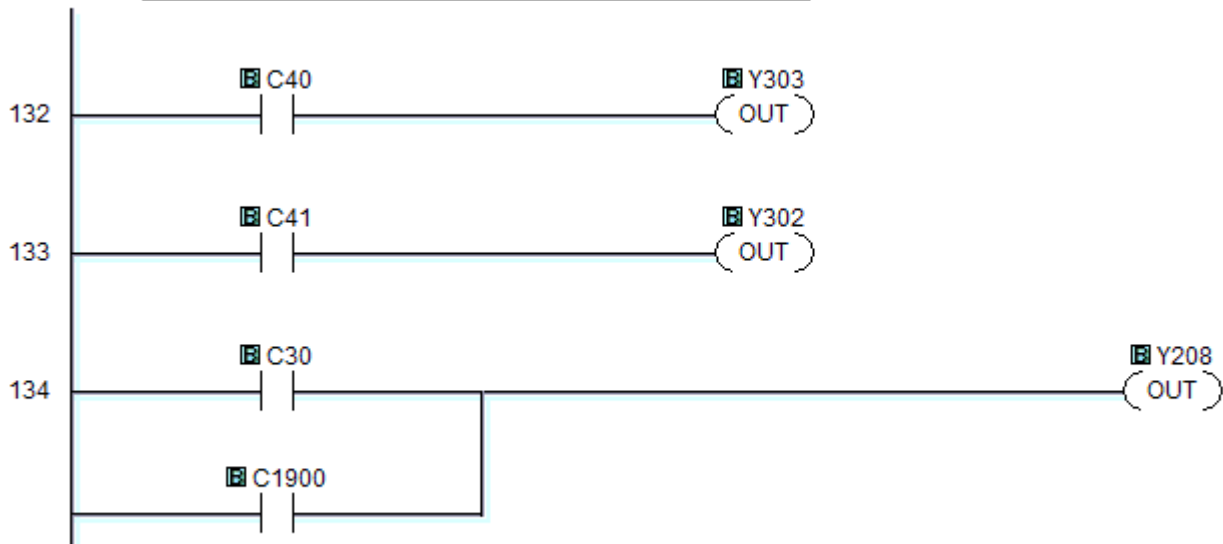 B C40
B Y303
132
OUT
B C41
B Y302
133
OUT
B C30
B Y208
134
OUT
B C1900